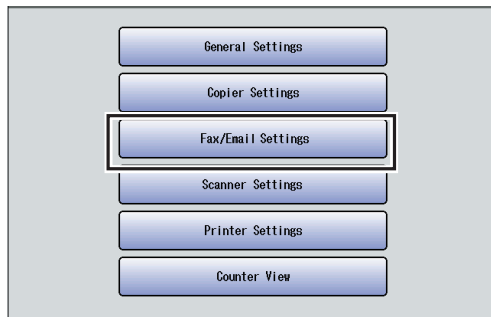 General Settings
Copier Settings
Fax/Email Settings
Scanner Settings
Printer Settings
Counter View